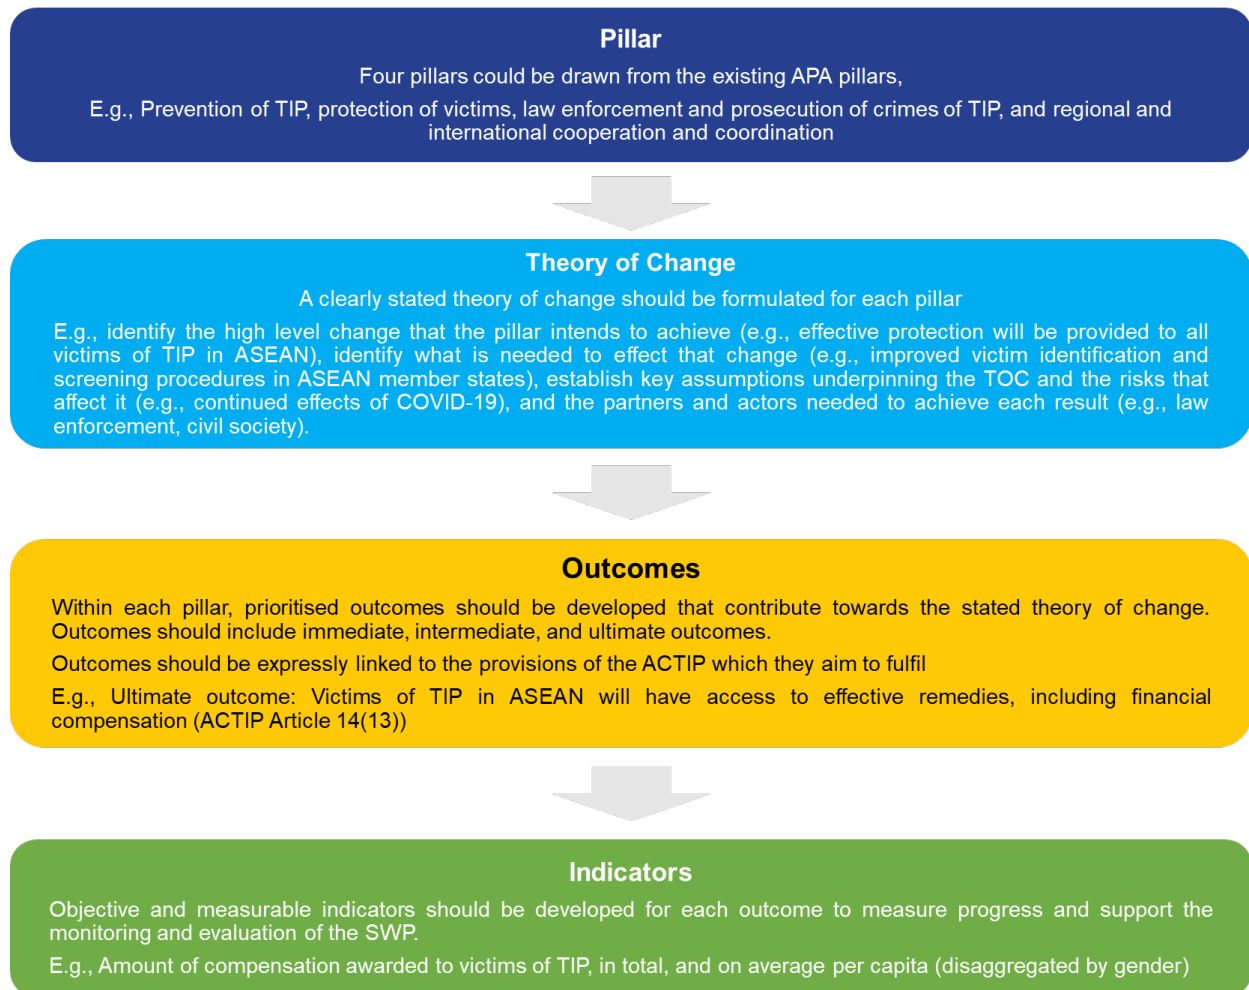 Pillar
Four pillars could be drawn from the existing APA pillars,
E.g., Prevention of TIP, protection of victims, law enforcement and prosecution of crimes of TIP, and regional and
international cooperation and coordination
Theory of Change
A clearly stated theory of change should be formulated for each pillar
E.g., identify the high level change that the pillar intends to achieve (e.g., effective protection will be provided to all
victims of TIP in ASEAN), identify what is needed to effect that change (e.g., improved victim identification and
screening procedures in ASEAN member states), establish key assumptions underpinning the TOC and the risks that
affect it (e.g., continued effects of COVID-19), and the partners and actors needed to achieve each result (e.g., law
enforcement, civil society).
Outcomes
Within each pillar, prioritised outcomes should be developed that contribute towards the stated theory of change.
Outcomes should include immediate, intermediate, and ultimate outcomes.
Outcomes should be expressly linked to the provisions of the ACTIP which they aim to fulfil
E.g., Ultimate outcome: Victims of TIP in ASEAN will have access to effective remedies, including financial
compensation (ACTIP Article 14(13))
Indicators
Objective and measurable indicators should be developed for each outcome to measure progress and support the
monitoring and evaluation of the SWP.
E.g., Amount of compensation awarded to victims of TIP, in total, and on average per capita (disaggregated by gender)